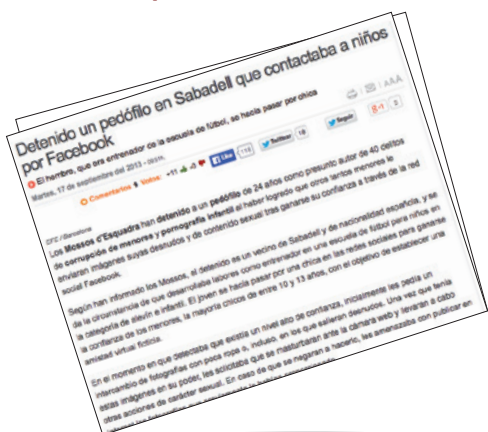 Detenido un pedófilo en Sabadell que contactaba a niños
por Facebook
El hombre, que era entrenador de la escuela de fútbol, se hacía pasar por chica
Martes, 17 de septiembre del 2013
Comentarios Votos: +11 -3 Like Twittear Seguir g+1
EFE / Barcelona
Los Mossos d'Esquadra han detenido a un pedófilo de 24 años como presunto autor de 40 delitos
de corrupción de menores y pornografía infantil al haber logrado que otros tantos menores le
enviaran imágenes suyas desnudos y de contenido sexual tras ganarse su confianza a través de la red
social Facebook.
Según han informado los Mossos, el detenido es un vecino de Sabadell y de nacionalidad española, y se
da la circunstancia de que desarrollaba labores como entrenador en una escuela de fútbol para niños en
la categoría de alevín e infantil. El joven se hacía pasar por una chica en las redes sociales para ganarse
la confianza de los menores, la mayoría chicos de entre 10 y 13 años, con el objetivo de establecer una
amistad virtual ficticia.
En el momento en que detectaba que existía un nivel alto de confianza, inicialmente les pedía un
intercambio de fotografías con poca ropa o, incluso, en los que salieran desnudos. Una vez que tenía
estas imágenes en su poder, les solicitaba que se masturbaran ante la cámara web y llevaran a cabo
otras acciones de carácter sexual. En caso de que se negaran a hacerlo, les amenazaba con publicar en